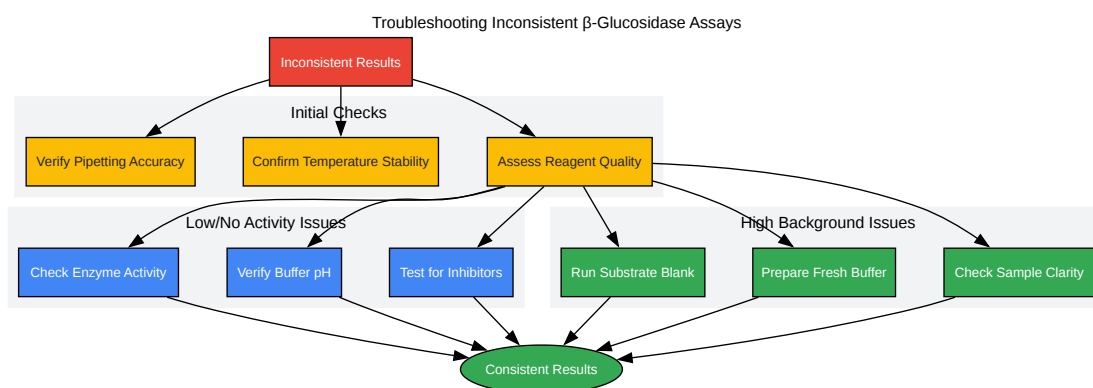 Troubleshooting Inconsistent β-Glucosidase Assays
Inconsistent Results
Initial Checks
Verify Pipetting Accuracy
Confirm Temperature Stability
Assess Reagent Quality
Low/No Activity Issues
High Background Issues
Check Enzyme Activity
Verify Buffer pH
Test for Inhibitors
Run Substrate Blank
Prepare Fresh Buffer
Check Sample Clarity
Consistent Results